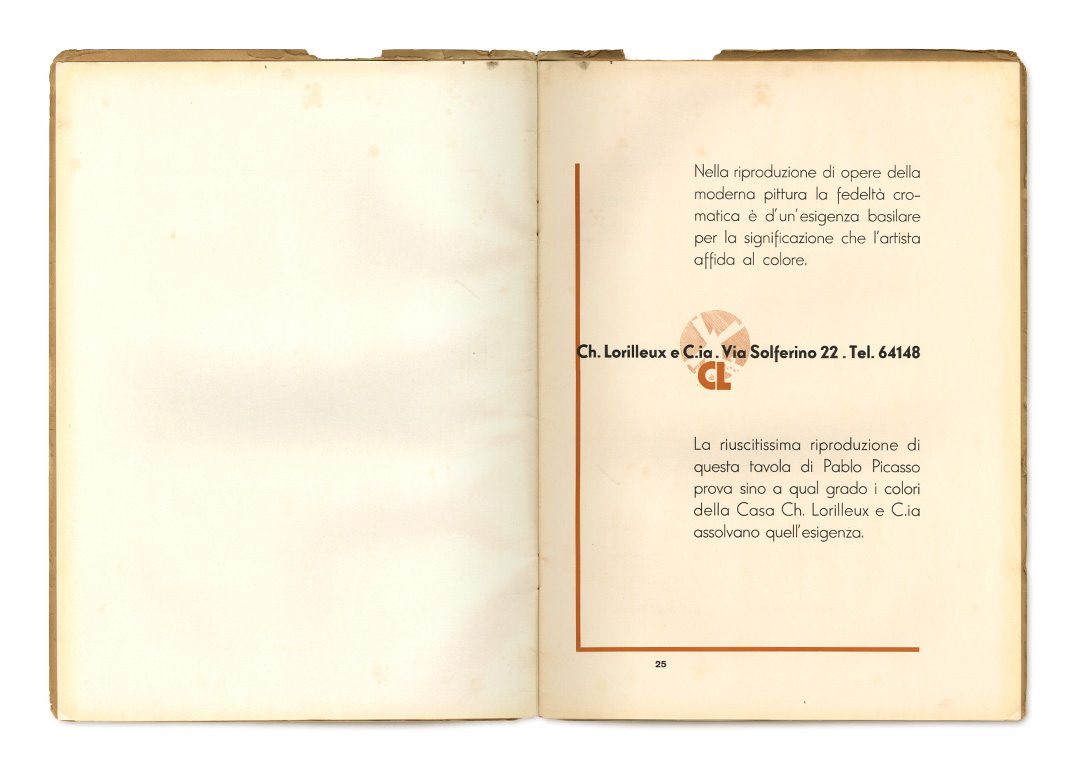 Nella riproduzione di opere della
moderna pittura la fedeltà cro-
matica è d'un'esigenza basilare
per la significazione che l'artista
affida al colore.
Ch. Lorilleux e C.ia . Via Solferino 22 . Tel. 64148
CL
La riuscitissima riproduzione di
questa tavola di Pablo Picasso
prova sino a qual grado i colori
della Casa Ch. Lorilleux e C.ia
assolvano quell'esigenza.
25